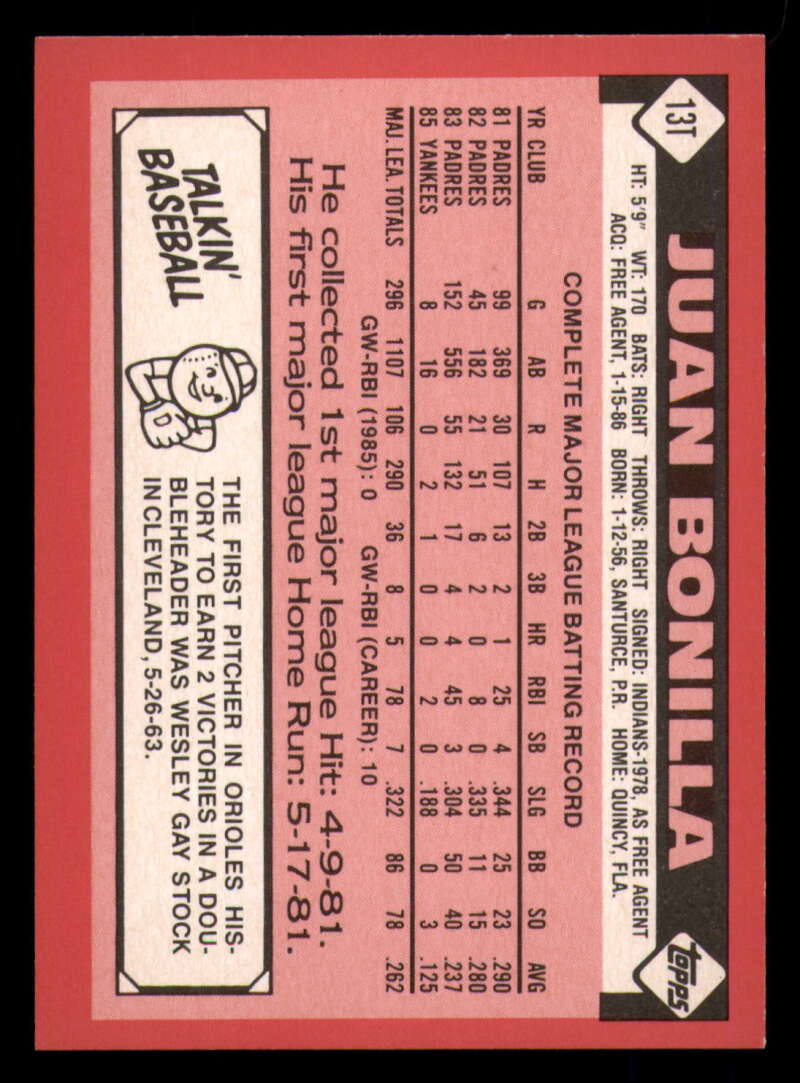 13T
JUAN BONILLA
topps
HT: 5'9" WT: 170 BATS: RIGHT THROWS: RIGHT SIGNED: INDIANS-1978, AS FREE AGENT
ACQ: FREE AGENT, 1-15-86 BORN: 1-12-56, SANTURCE, P.R. HOME: QUINCY, FLA.
COMPLETE MAJOR LEAGUE BATTING RECORD
YR CLUB G AB R H 2B 3B HR RBI SB SLG BB SO AVG
81 PADRES 99 369 30 107 13 2 1 25 4 .344 25 23 .290
82 PADRES 45 182 21 51 6 2 0 8 0 .335 11 15 .280
83 PADRES 152 556 55 132 17 4 4 45 3 .304 50 40 .237
85 YANKEES 8 16 0 2 1 0 0 2 0 .188 0 3 .125
MAJ. LEA. TOTALS 296 1107 106 290 36 8 5 78 7 .322 86 78 .262
GW-RBI (1985): 0 GW-RBI (CAREER): 10
He collected 1st major league Hit: 4-9-81.
His first major league Home Run: 5-17-81.
TALKIN'
BASEBALL
THE FIRST PITCHER IN ORIOLES HIS-
TORY TO EARN 2 VICTORIES IN A DOU-
BLEHEADER WAS WESLEY GAY STOCK
IN CLEVELAND, 5-26-63.